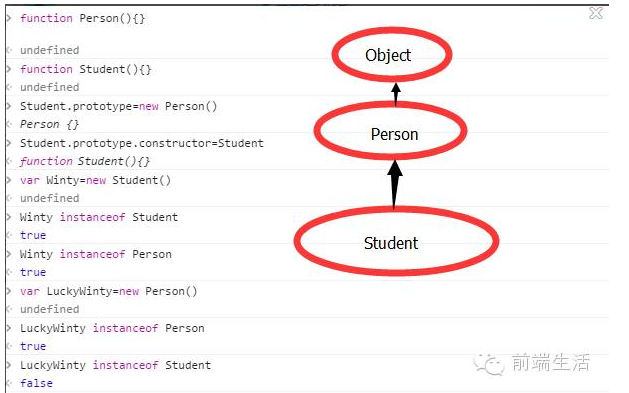 function Person(){}
undefined
function Student(){}
undefined
Student.prototype=new Person()
Person {}
Student.prototype.constructor=Student
function Student(){}
var Winty=new Student()
undefined
Winty instanceof Student
true
Winty instanceof Person
true
var LuckyWinty=new Person()
undefined
LuckyWinty instanceof Person
true
LuckyWinty instanceof Student
false
Object
Person
Student
前端生活